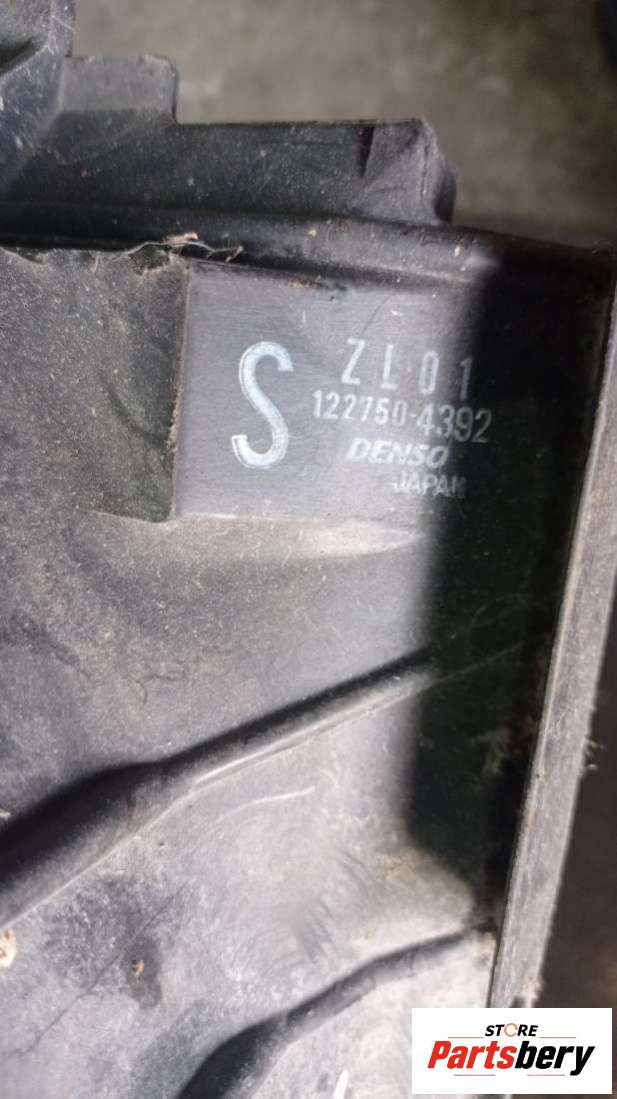 S
ZL01
122750-4392
DENSO
JAPAN
STORE
Partsbery